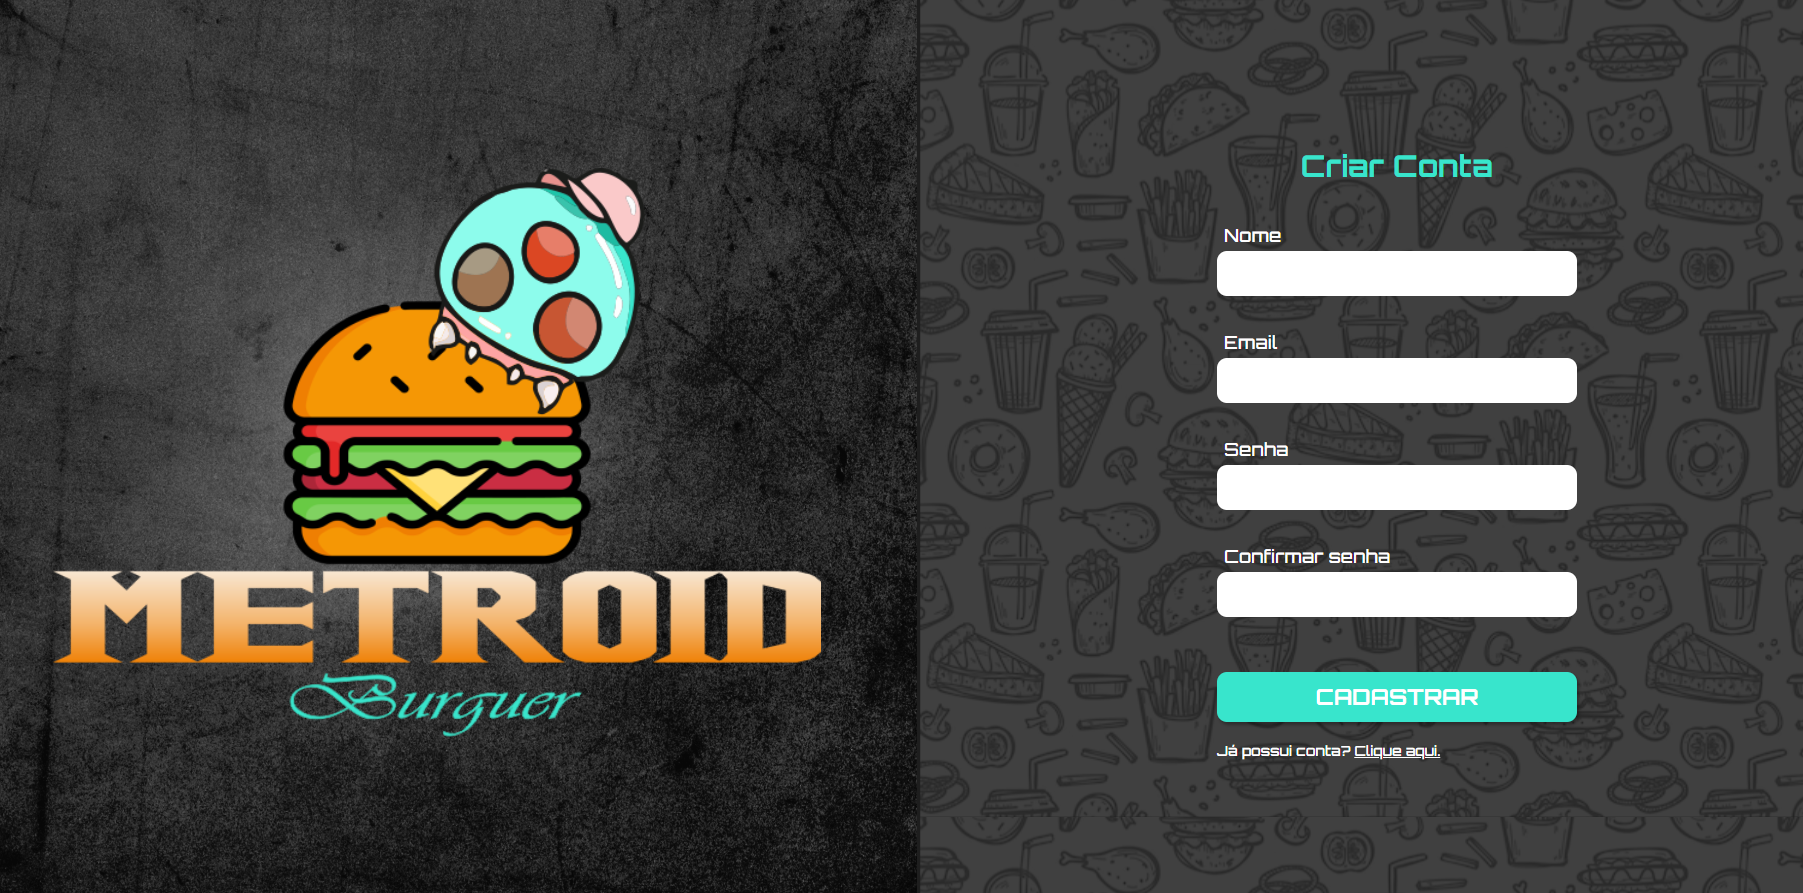 METROID
Burguer
Criar Conta
Nome
Email
Senha
Confirmar senha
CADASTRAR
Já possui conta? Clique aqui.